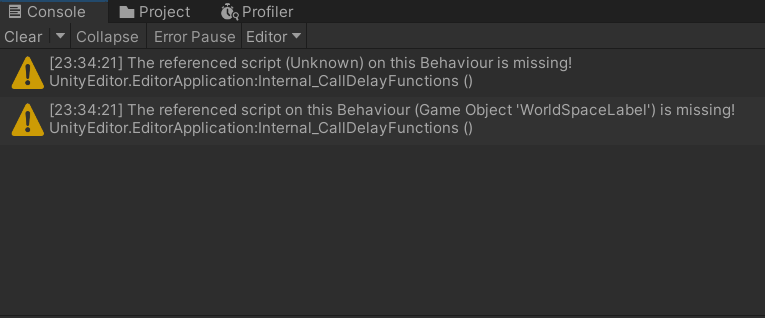 Console Project Profiler
Clear Collapse Error Pause Editor
[23:34:21] The referenced script (Unknown) on this Behaviour is missing!
UnityEditor.EditorApplication:Internal_CallDelayFunctions ()
[23:34:21] The referenced script on this Behaviour (Game Object 'WorldSpaceLabel') is missing!
UnityEditor.EditorApplication:Internal_CallDelayFunctions ()